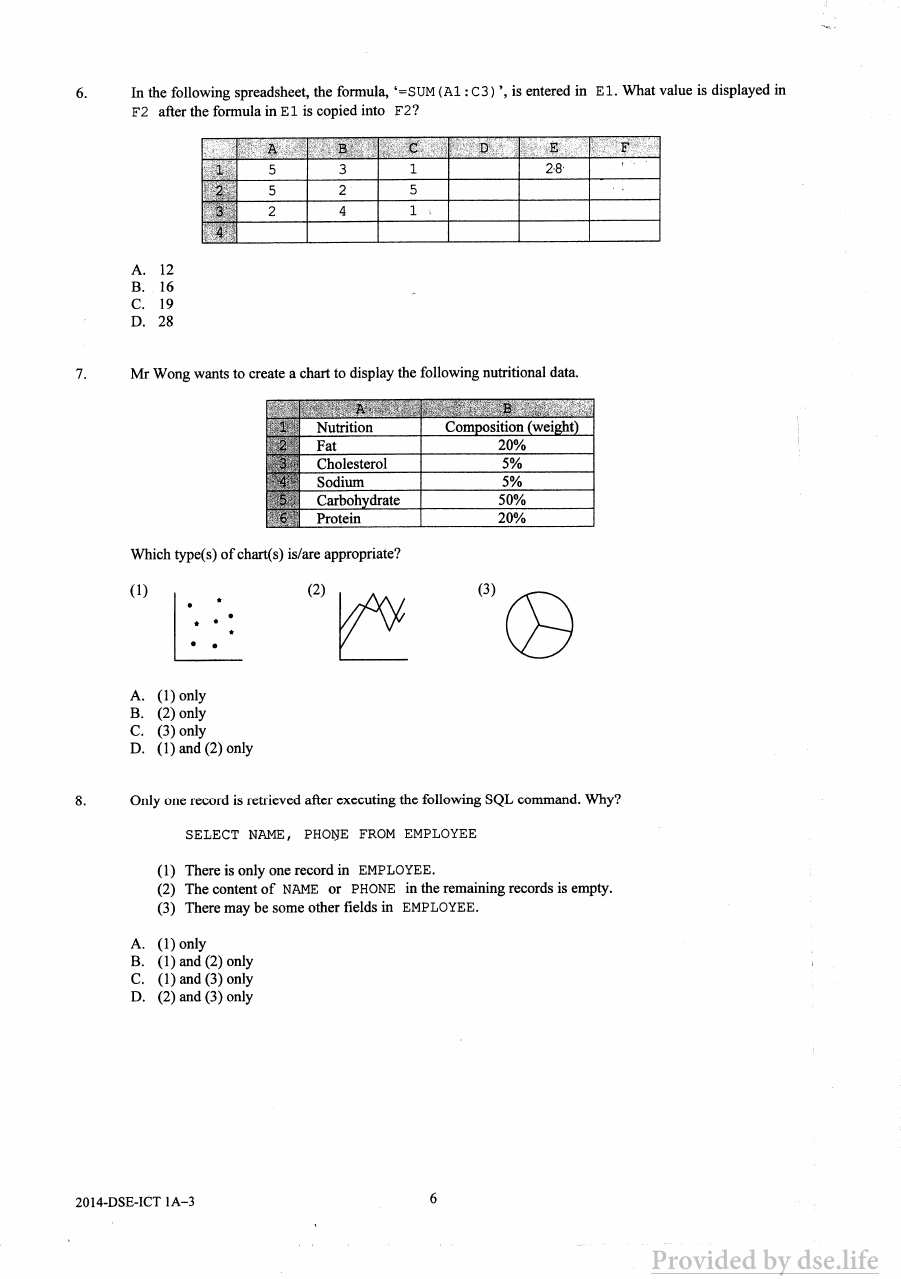 6. In the following spreadsheet, the formula, ‘=SUM(A1:C3)’, is entered in E1. What value is displayed in
F2 after the formula in E1 is copied into F2?
A B C D E F
1 5 3 1 28
2 5 2 5
3 2 4 1
4
A. 12
B. 16
C. 19
D. 28
7. Mr Wong wants to create a chart to display the following nutritional data.
A B
1 Nutrition Composition (weight)
2 Fat 20%
3 Cholesterol 5%
4 Sodium 5%
5 Carbohydrate 50%
6 Protein 20%
Which type(s) of chart(s) is/are appropriate?
(1) (2) (3)
A. (1) only
B. (2) only
C. (3) only
D. (1) and (2) only
8. Only one record is retrieved after executing the following SQL command. Why?
SELECT NAME, PHONE FROM EMPLOYEE
(1) There is only one record in EMPLOYEE.
(2) The content of NAME or PHONE in the remaining records is empty.
(3) There may be some other fields in EMPLOYEE.
A. (1) only
B. (1) and (2) only
C. (1) and (3) only
D. (2) and (3) only
2014-DSE-ICT 1A–3 6
Provided by dse.life